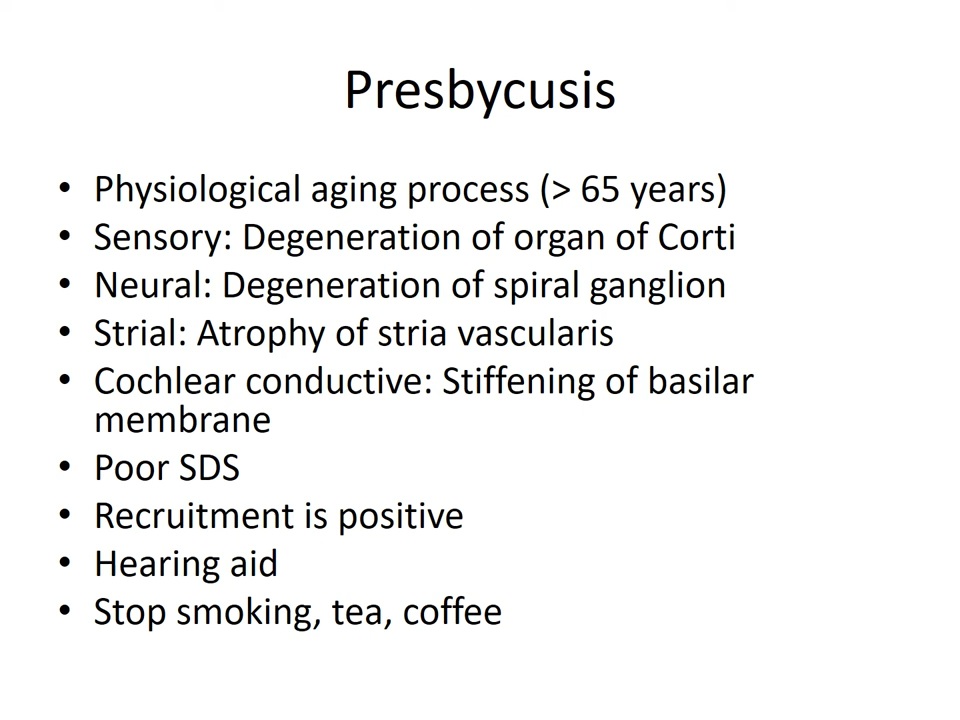 Presbycusis
• Physiological aging process (> 65 years)
• Sensory: Degeneration of organ of Corti
• Neural: Degeneration of spiral ganglion
• Strial: Atrophy of stria vascularis
• Cochlear conductive: Stiffening of basilar
membrane
• Poor SDS
• Recruitment is positive
• Hearing aid
• Stop smoking, tea, coffee